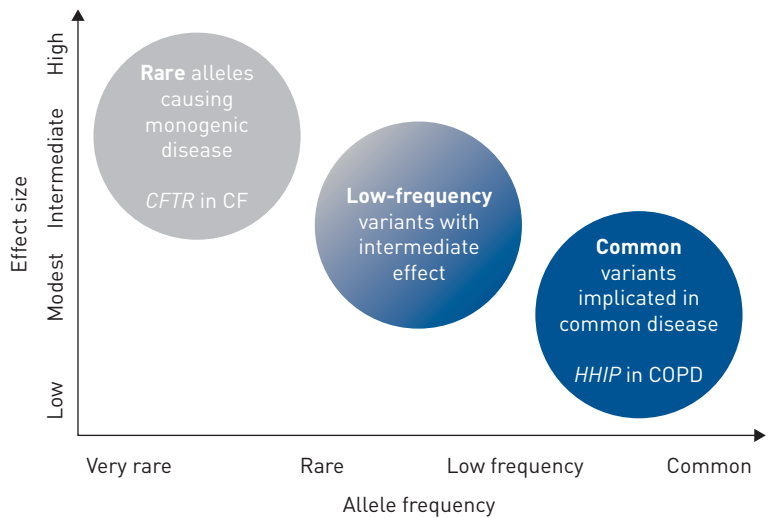 High
Intermediate
Modest
Low
Effect size
Rare alleles
causing
monogenic
disease
CFTR in CF
Low-frequency
variants with
intermediate
effect
Common
variants
implicated in
common disease
HHIP in COPD
Very rare
Rare
Low frequency
Common
Allele frequency